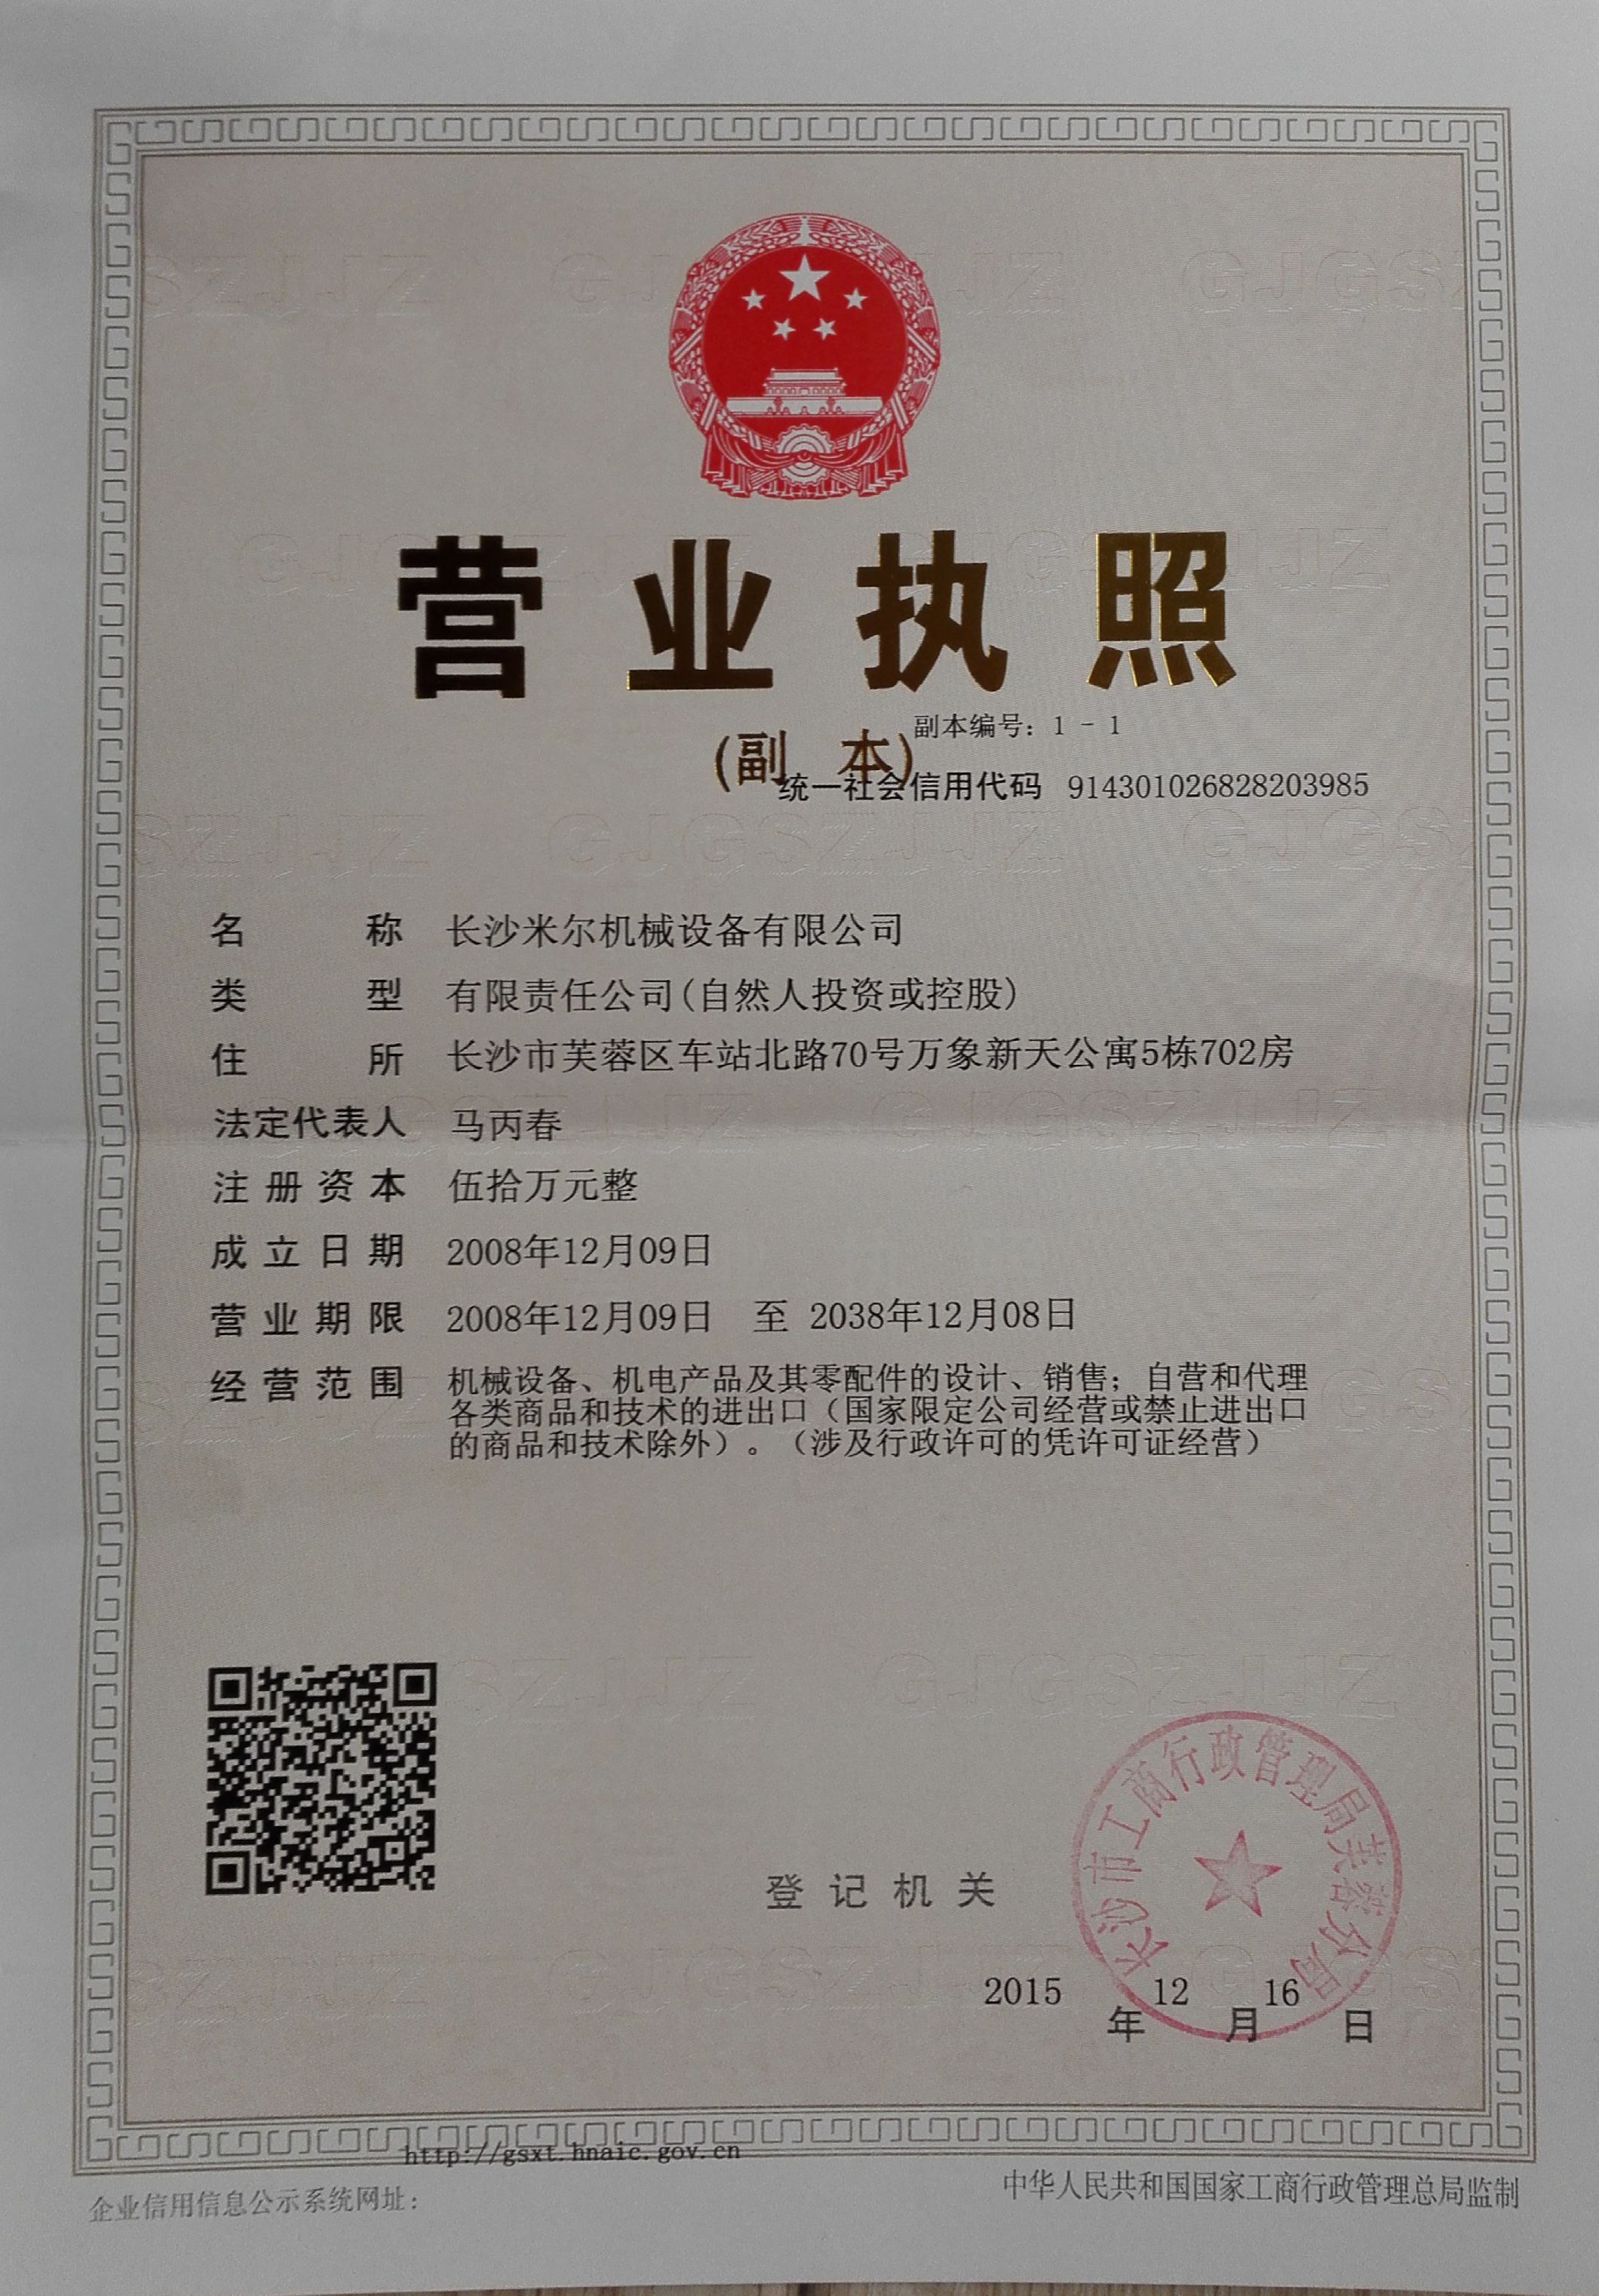 营业执照
副本编号：1－1
(副 本)
统一社会信用代码 914301026828203985
名称 长沙米尔机械设备有限公司
类型 有限责任公司(自然人投资或控股)
住所 长沙市芙蓉区车站北路70号万象新天公寓5栋702房
法定代表人 马丙春
注册资本 伍拾万元整
成立日期 2008年12月09日
营业期限 2008年12月09日 至 2038年12月08日
经营范围 机械设备、机电产品及其零配件的设计、销售；自营和代理
各类商品和技术的进出口（国家限定公司经营或禁止进出口
的商品和技术除外）。（涉及行政许可的凭许可证经营）
长沙市工商行政管理局芙蓉分局
登记机关
2015年12月16日
http://gsxt.hnaic.gov.cn
企业信用信息公示系统网址：
中华人民共和国国家工商行政管理总局监制